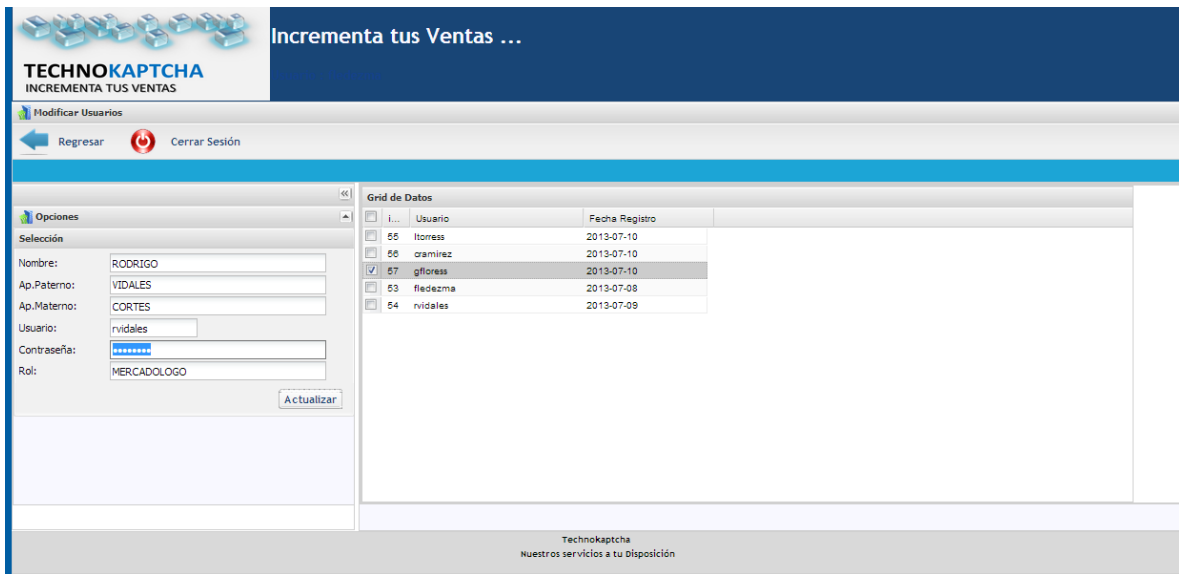 Incrementa tus Ventas ...
TECHNOKAPTCHA
INCREMENTA TUS VENTAS
Modificar Usuarios
Regresar Cerrar Sesión
Grid de Datos
Opciones
i... Usuario Fecha Registro
Selección
55 ltorress 2013-07-10
56 cramirez 2013-07-10
57 gfloress 2013-07-10
53 fledezma 2013-07-08
54 rvidales 2013-07-09
Nombre: RODRIGO
Ap.Paterno: VIDALES
Ap.Materno: CORTES
Usuario: rvidales
Contraseña: ••••••••
Rol: MERCADOLOGO
Actualizar
Technokaptcha
Nuestros servicios a tu Disposición